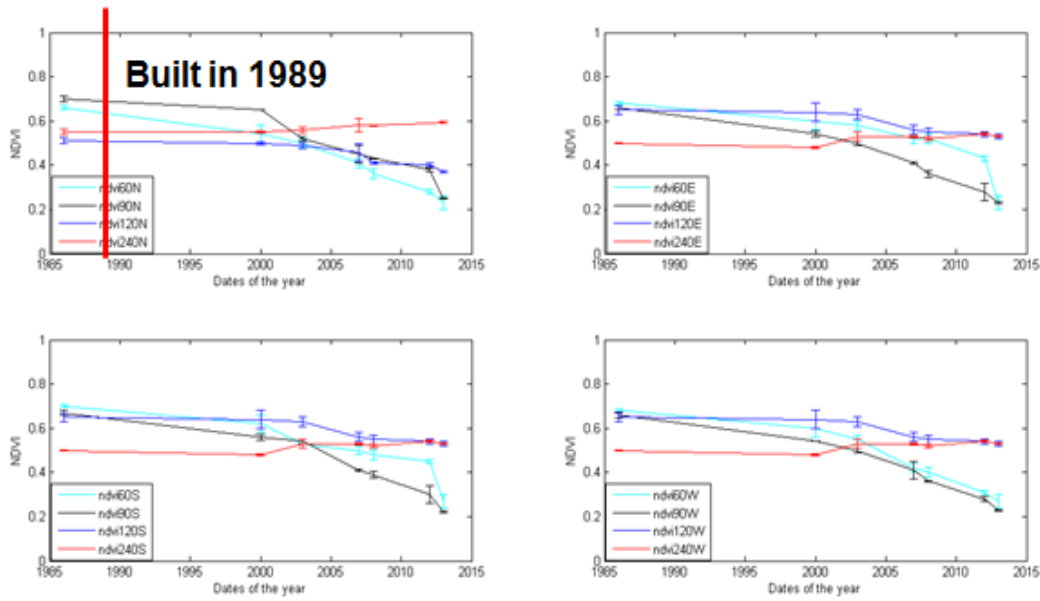 Built in 1989
1
0.8
0.6
0.4
0.2
0
NDVI
ndvi60N
ndvi90N
ndvi120N
ndvi240N
1985 1990 1995 2000 2005 2010 2015
Dates of the year
1
0.8
0.6
0.4
0.2
0
NDVI
ndvi60E
ndvi90E
ndvi120E
ndvi240E
1985 1990 1995 2000 2005 2010 2015
Dates of the year
1
0.8
0.6
0.4
0.2
0
NDVI
ndvi60S
ndvi90S
ndvi120S
ndvi240S
1985 1990 1995 2000 2005 2010 2015
Dates of the year
1
0.8
0.6
0.4
0.2
0
NDVI
ndvi60W
ndvi90W
ndvi120W
ndvi240W
1985 1990 1995 2000 2005 2010 2015
Dates of the year